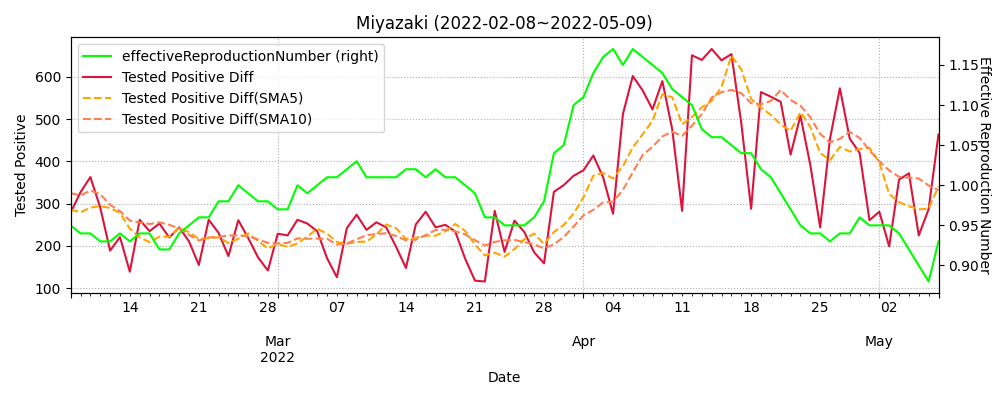 Miyazaki (2022-02-08~2022-05-09)
effectiveReproductionNumber (right)
Tested Positive Diff
Tested Positive Diff(SMA5)
Tested Positive Diff(SMA10)
Tested Positive
600
500
400
300
200
100
1.15
1.10
1.05
1.00
0.95
0.90
Effective Reproduction Number
14 21 28 07 14 21 28 04 11 18 25 02
Mar Apr May
2022
Date